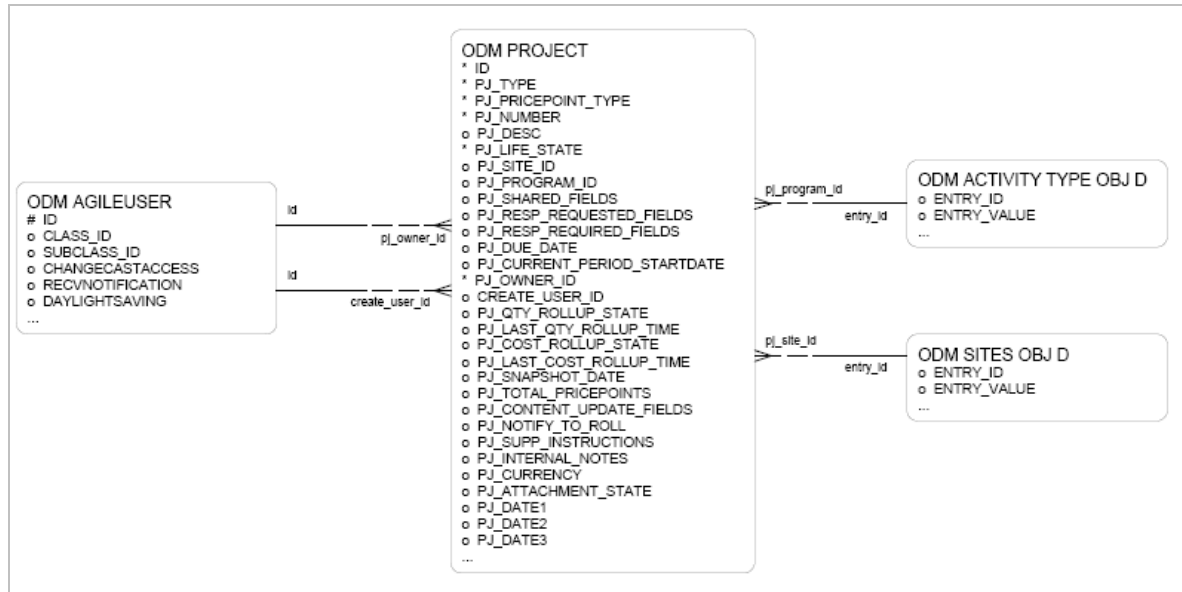 ODM AGILEUSER
# ID
o CLASS_ID
o SUBCLASS_ID
o CHANGECASTACCESS
o RECVNOTIFICATION
o DAYLIGHTSAVING
...
id
pj_owner_id
id
create_user_id
ODM PROJECT
* ID
* PJ_TYPE
* PJ_PRICEPOINT_TYPE
* PJ_NUMBER
o PJ_DESC
* PJ_LIFE_STATE
o PJ_SITE_ID
o PJ_PROGRAM_ID
o PJ_SHARED_FIELDS
o PJ_RESP_REQUESTED_FIELDS
o PJ_RESP_REQUIRED_FIELDS
o PJ_DUE_DATE
o PJ_CURRENT_PERIOD_STARTDATE
* PJ_OWNER_ID
o CREATE_USER_ID
o PJ_QTY_ROLLUP_STATE
o PJ_LAST_QTY_ROLLUP_TIME
o PJ_COST_ROLLUP_STATE
o PJ_LAST_COST_ROLLUP_TIME
o PJ_SNAPSHOT_DATE
o PJ_TOTAL_PRICEPOINTS
o PJ_CONTENT_UPDATE_FIELDS
o PJ_NOTIFY_TO_ROLL
o PJ_SUPP_INSTRUCTIONS
o PJ_INTERNAL_NOTES
o PJ_CURRENCY
o PJ_ATTACHMENT_STATE
o PJ_DATE1
o PJ_DATE2
o PJ_DATE3
...
pj_program_id
entry_id
pj_site_id
entry_id
ODM ACTIVITY TYPE OBJ D
o ENTRY_ID
o ENTRY_VALUE
...
ODM SITES OBJ D
o ENTRY_ID
o ENTRY_VALUE
...